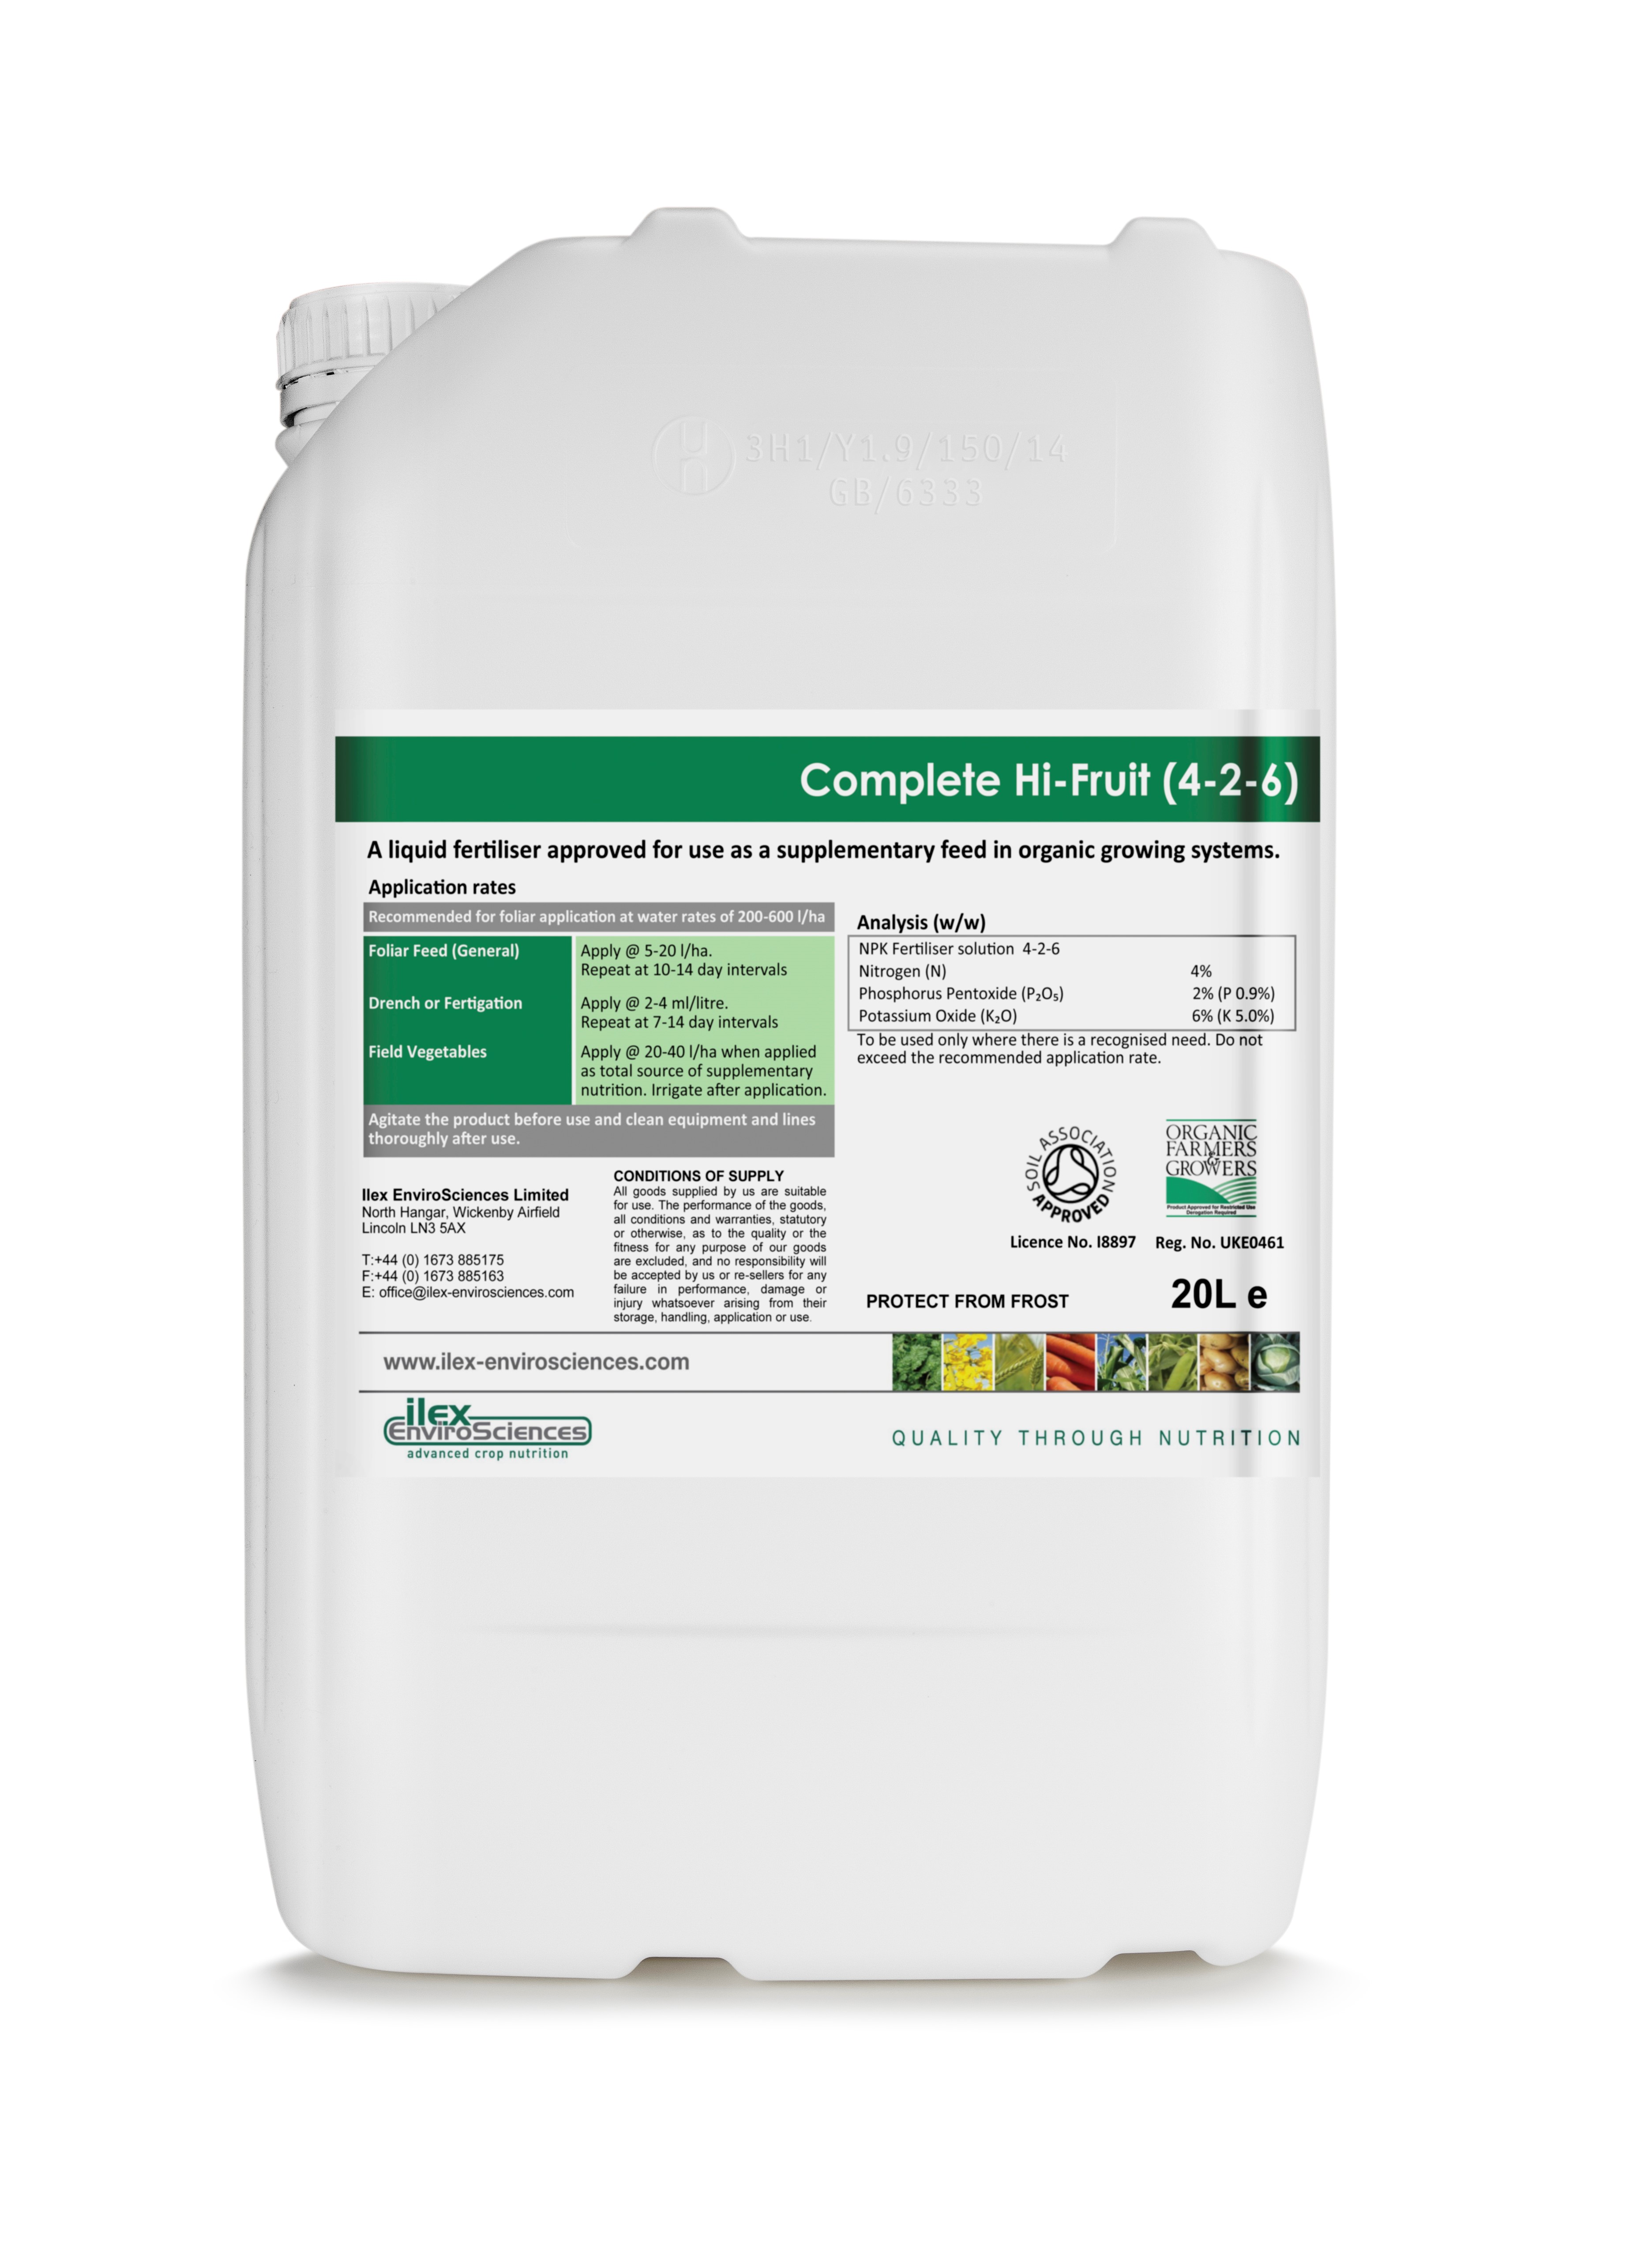 3H1/Y1.9/150/14
GB/6333
Complete Hi-Fruit (4-2-6)
A liquid fertiliser approved for use as a supplementary feed in organic growing systems.
Application rates
Recommended for foliar application at water rates of 200-600 l/ha
Foliar Feed (General)
Apply @ 5-20 l/ha.
Repeat at 10-14 day intervals
Drench or Fertigation
Apply @ 2-4 ml/litre.
Repeat at 7-14 day intervals
Field Vegetables
Apply @ 20-40 l/ha when applied
as total source of supplementary
nutrition. Irrigate after application.
Agitate the product before use and clean equipment and lines
thoroughly after use.
Analysis (w/w)
NPK Fertiliser solution 4-2-6
Nitrogen (N) 4%
Phosphorus Pentoxide (P₂O₅) 2% (P 0.9%)
Potassium Oxide (K₂O) 6% (K 5.0%)
To be used only where there is a recognised need. Do not
exceed the recommended application rate.
Ilex EnviroSciences Limited
North Hangar, Wickenby Airfield
Lincoln LN3 5AX
T:+44 (0) 1673 885175
F:+44 (0) 1673 885163
E: office@ilex-envirosciences.com
CONDITIONS OF SUPPLY
All goods supplied by us are suitable
for use. The performance of the goods,
all conditions and warranties, statutory
or otherwise, as to the quality or the
fitness for any purpose of our goods
are excluded, and no responsibility will
be accepted by us or re-sellers for any
failure in performance, damage or
injury whatsoever arising from their
storage, handling, application or use.
SOIL ASSOCIATION
APPROVED
Licence No. I8897
ORGANIC
FARMERS
&
GROWERS
Product Approved for Restricted Use
Derogation Required
Reg. No. UKE0461
PROTECT FROM FROST
20L e
www.ilex-envirosciences.com
ilex
EnviroSciences
advanced crop nutrition
QUALITY THROUGH NUTRITION